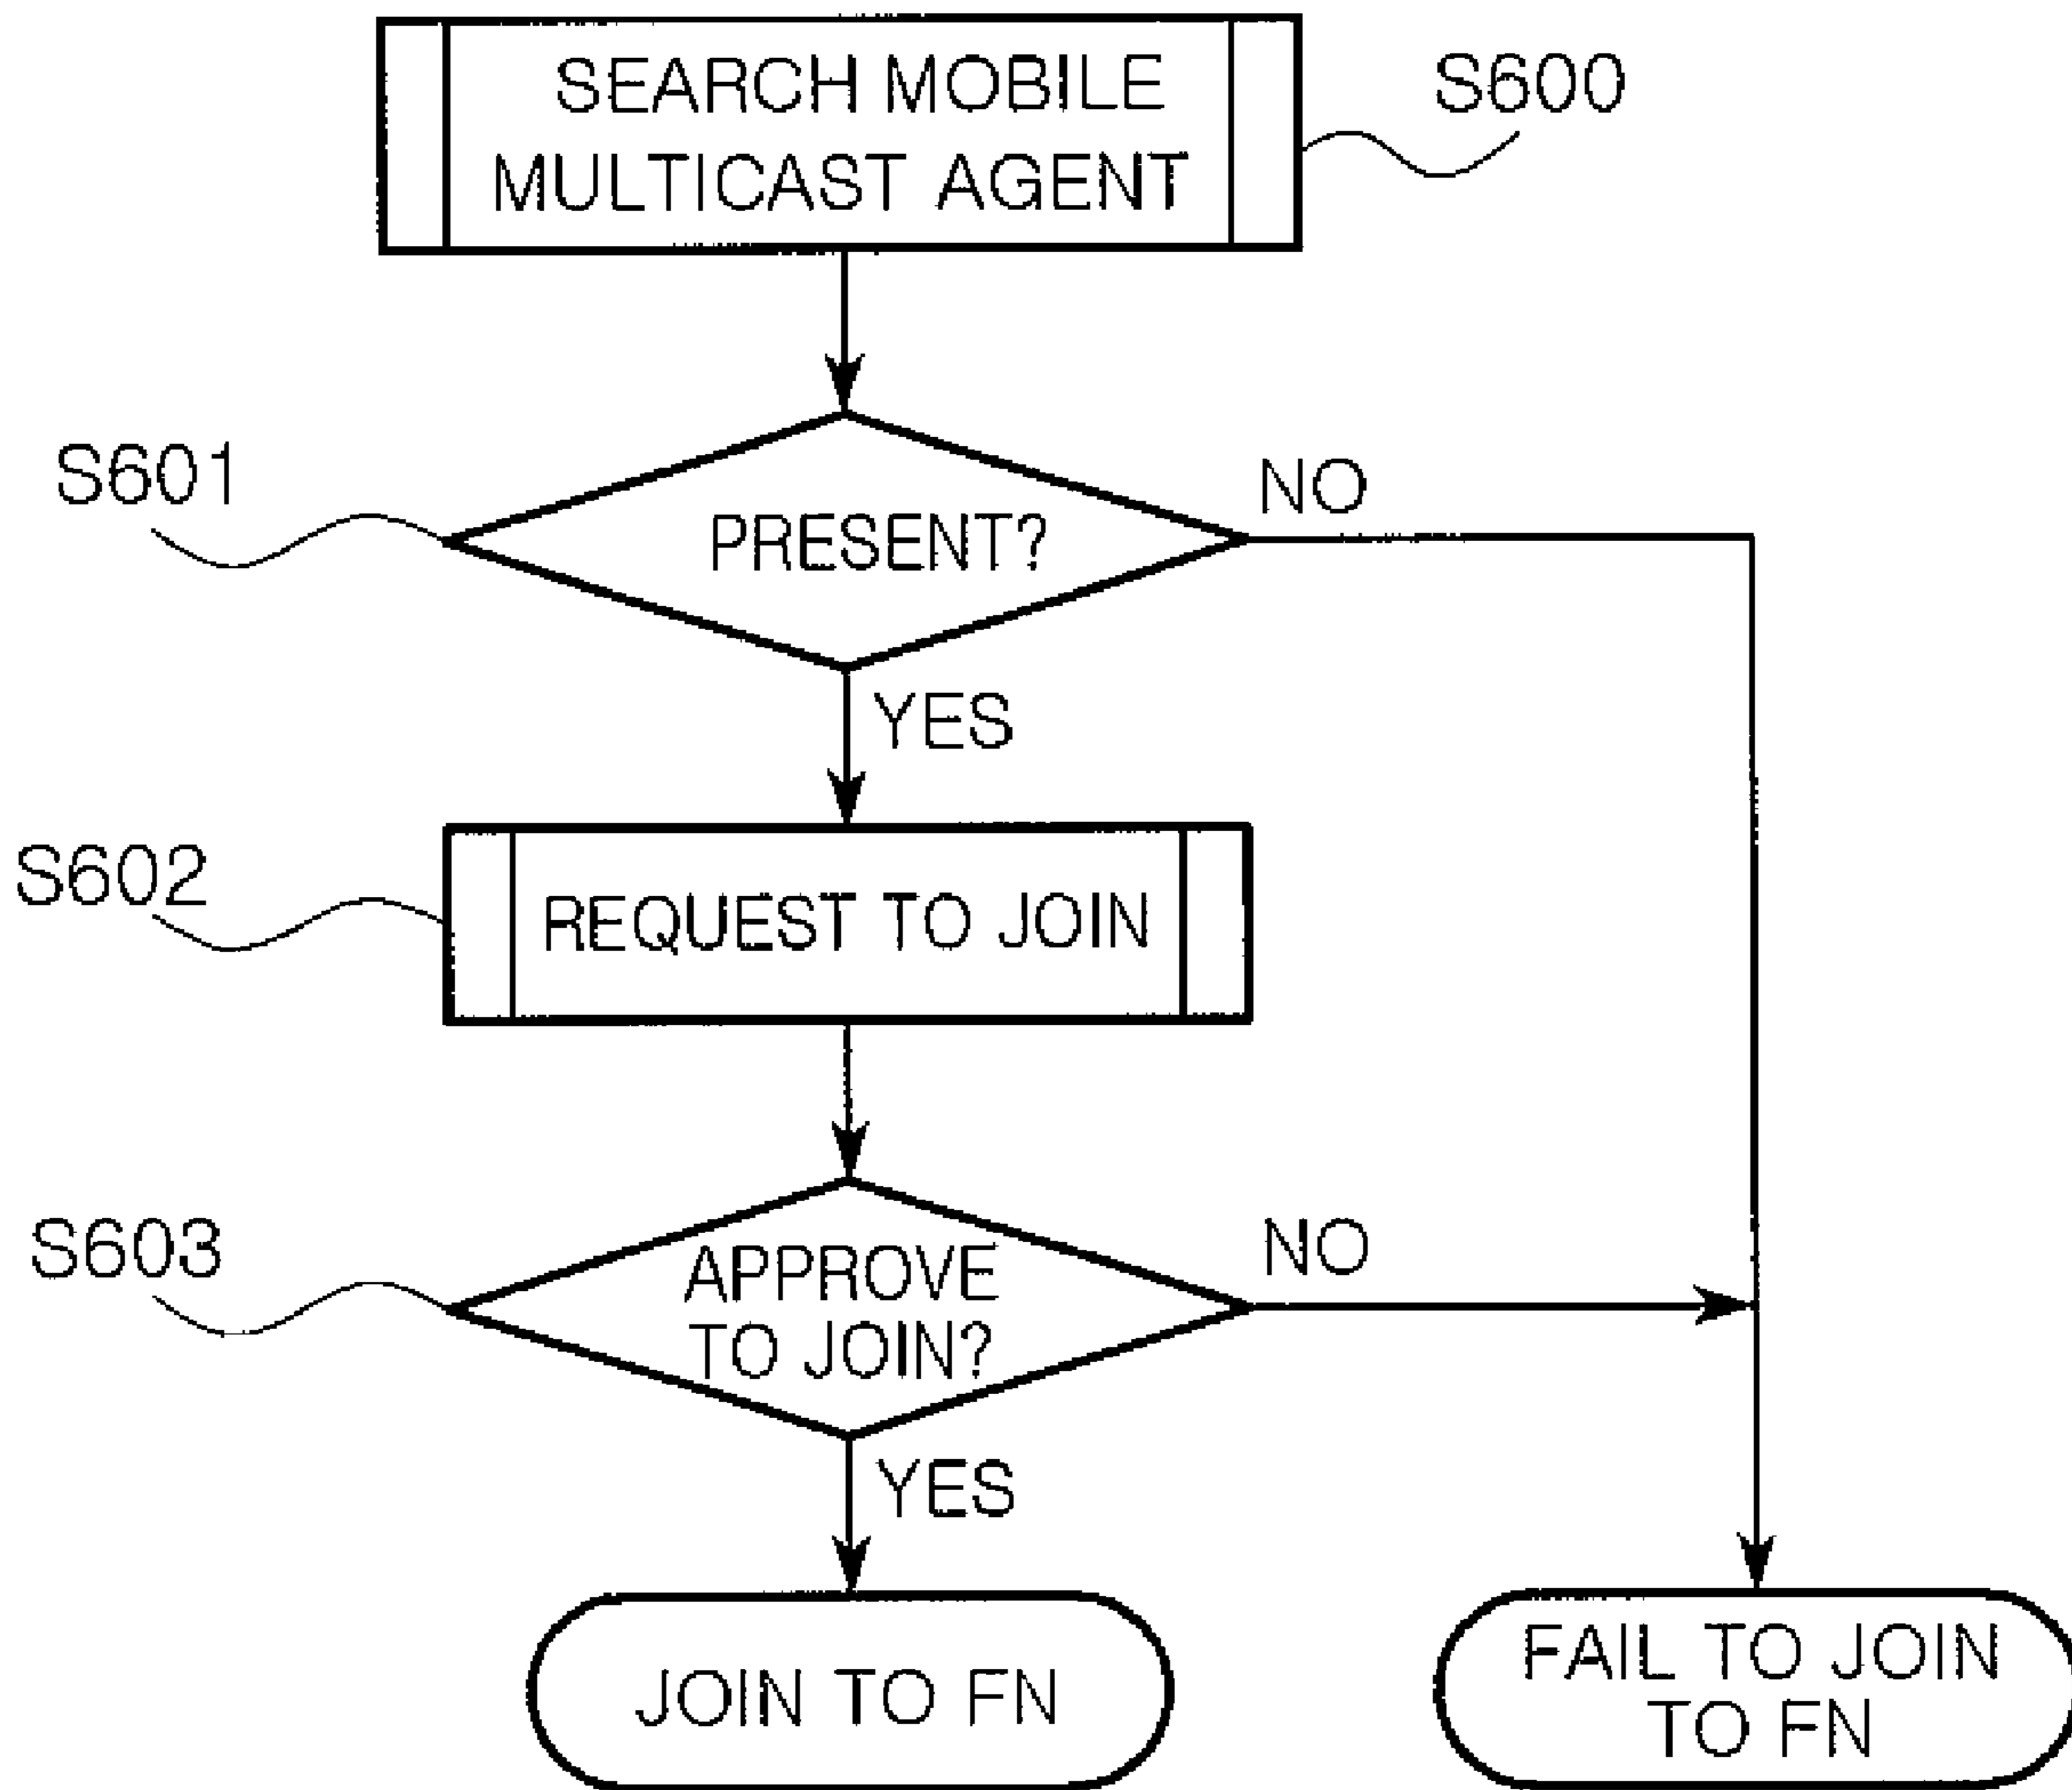 SEARCH MOBILE
MULTICAST AGENT
S600
S601
PRESENT?
NO
YES
S602
REQUEST TO JOIN
S603
APPROVE
TO JOIN?
NO
YES
JOIN TO FN
FAIL TO JOIN
TO FN